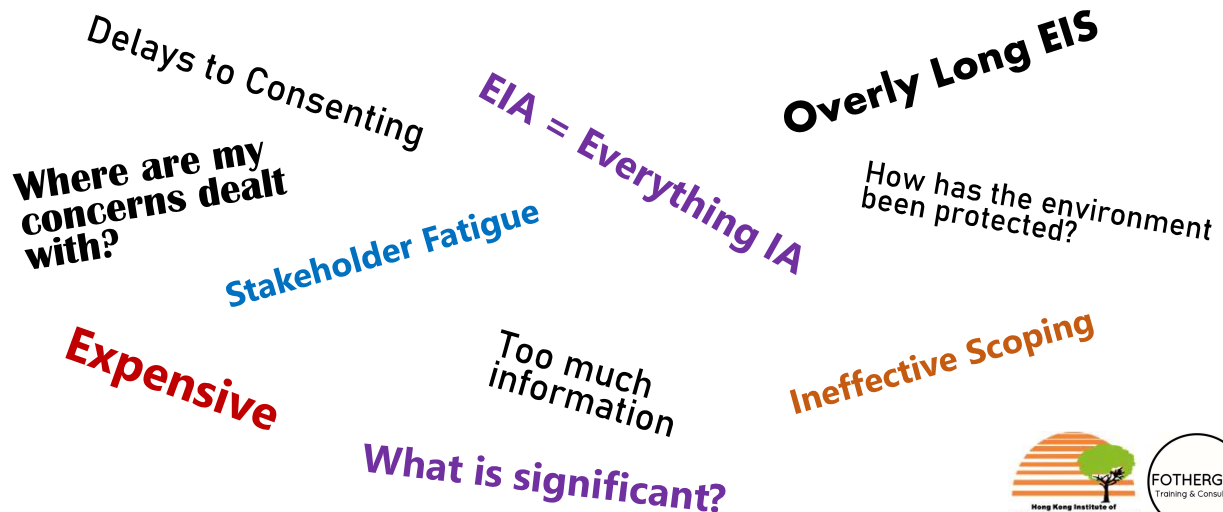 Delays to Consenting
EIA = Everything IA
Overly Long EIS
Where are my
concerns dealt
with?
How has the environment
been protected?
Stakeholder Fatigue
Expensive
Too much
information
Ineffective Scoping
What is significant?
Hong Kong Institute of
FOTHERG
Training & Consul